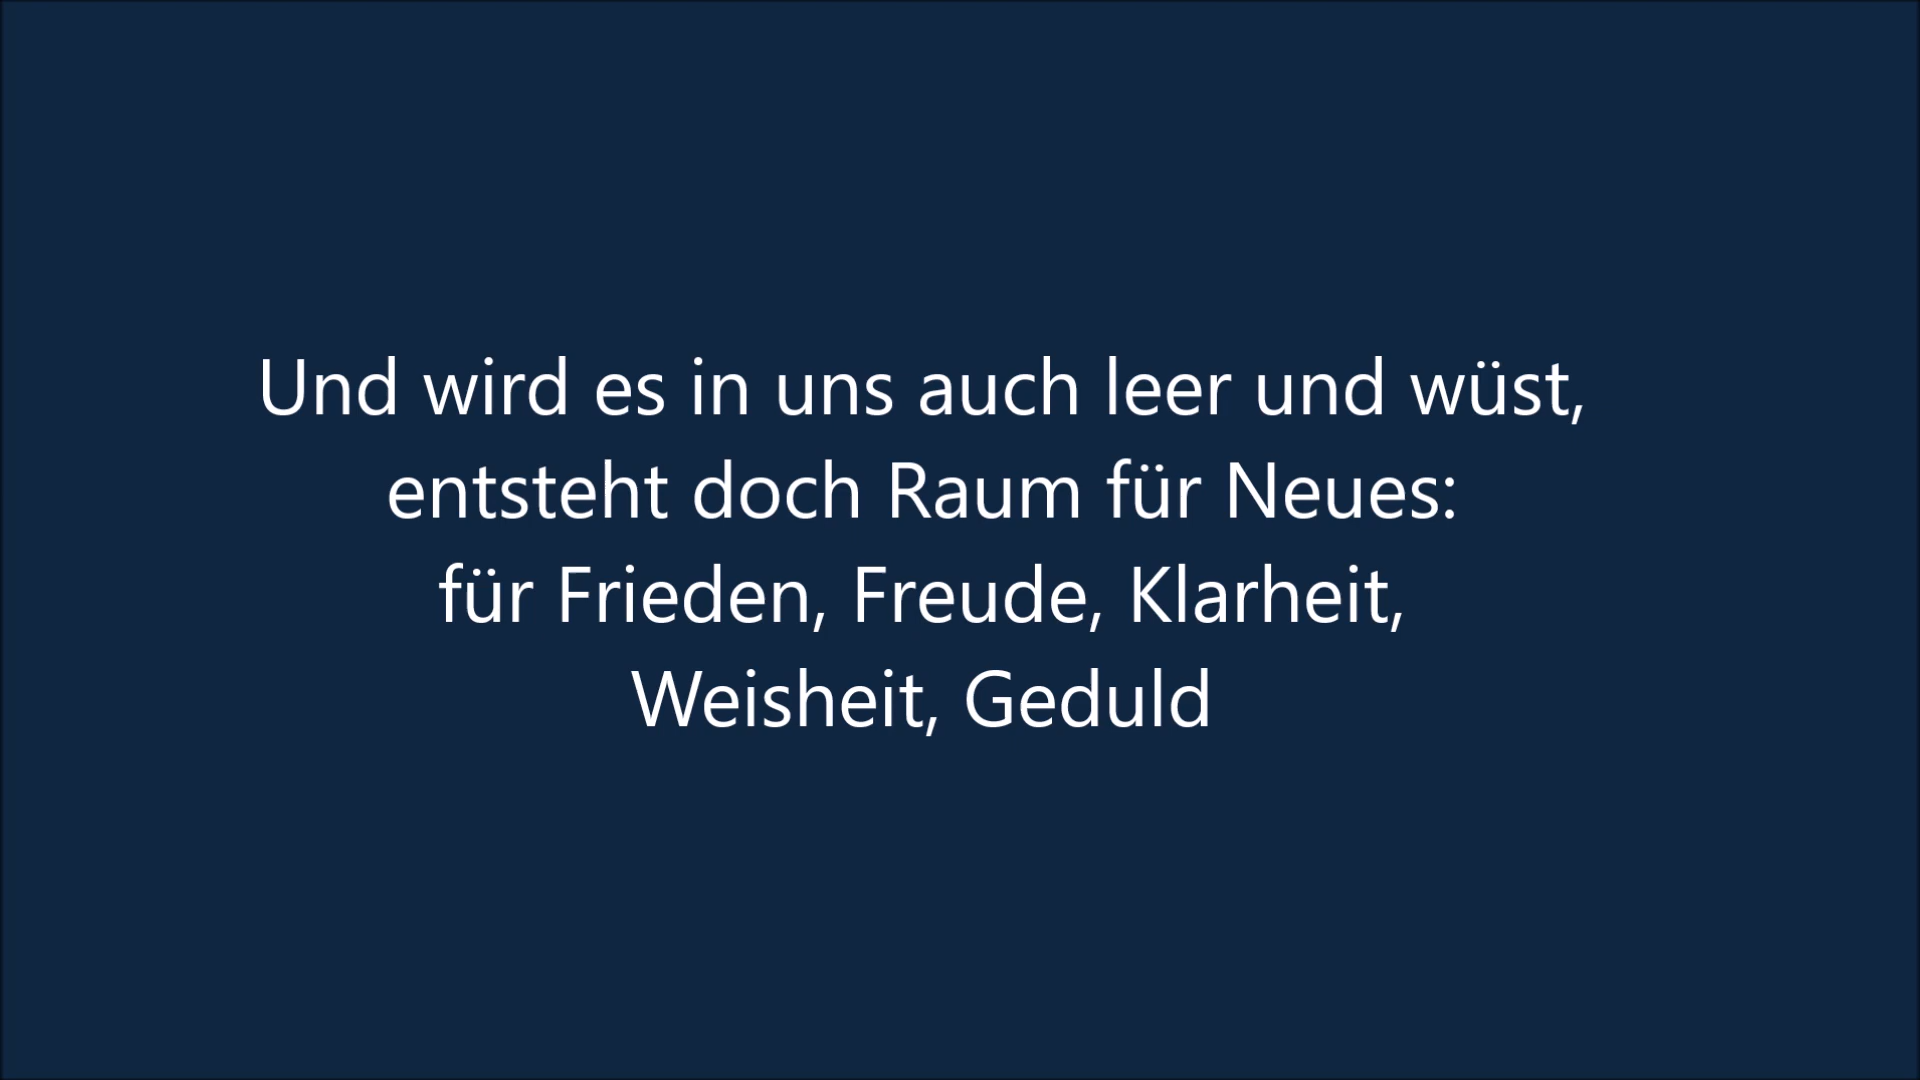 Und wird es in uns auch leer und wüst,
entsteht doch Raum für Neues:
für Frieden, Freude, Klarheit,
Weisheit, Geduld